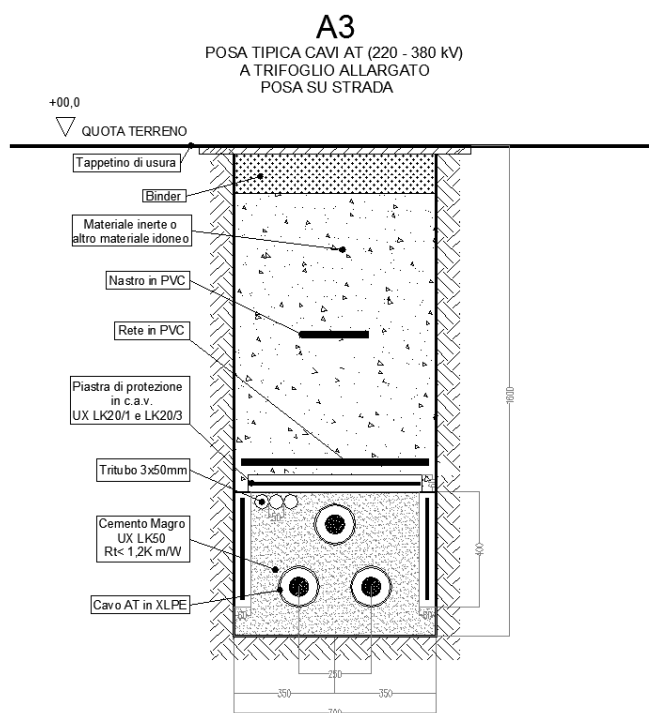 A3
POSA TIPICA CAVI AT (220 - 380 kV)
A TRIFOGLIO ALLARGATO
POSA SU STRADA
+00,0
QUOTA TERRENO
Tappetino di usura
Binder
Materiale inerte o
altro materiale idoneo
Nastro in PVC
Rete in PVC
Piastra di protezione
in c.a.v.
UX LK20/1 e LK20/3
Tritubo 3x50mm
Cemento Magro
UX LK50
Rt< 1,2K m/W
Cavo AT in XLPE
50
400
60
60
250
350
350
700